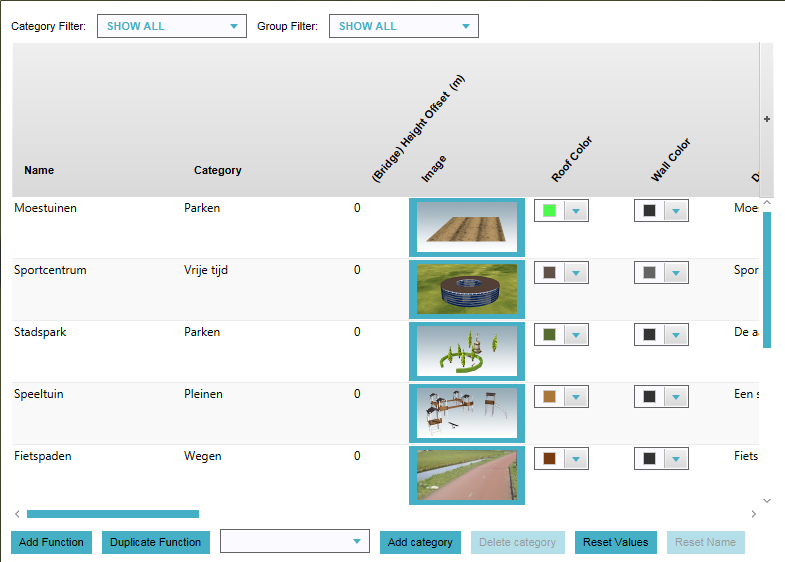 Category Filter: SHOW ALL Group Filter: SHOW ALL
Name Category (Bridge) Height Offset (m) Image Roof Color Wall Color
Moestuinen Parken 0 Moe
Sportcentrum Vrije tijd 0 Spor
Stadspark Parken 0 De a
Speeltuin Pleinen 0 Een s
Fietspaden Wegen 0 Fiets
Add Function Duplicate Function Add category Delete category Reset Values Reset Name